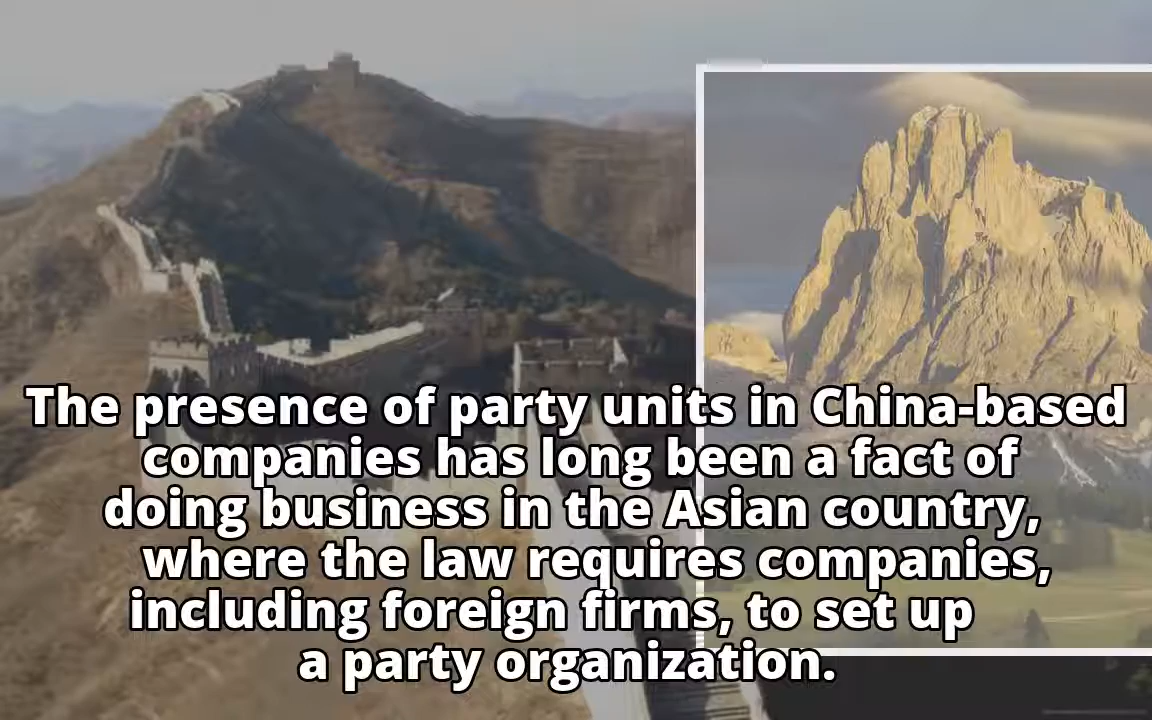 The presence of party units in China-based
companies has long been a fact of
doing business in the Asian country,
where the law requires companies,
including foreign firms, to set up
a party organization.